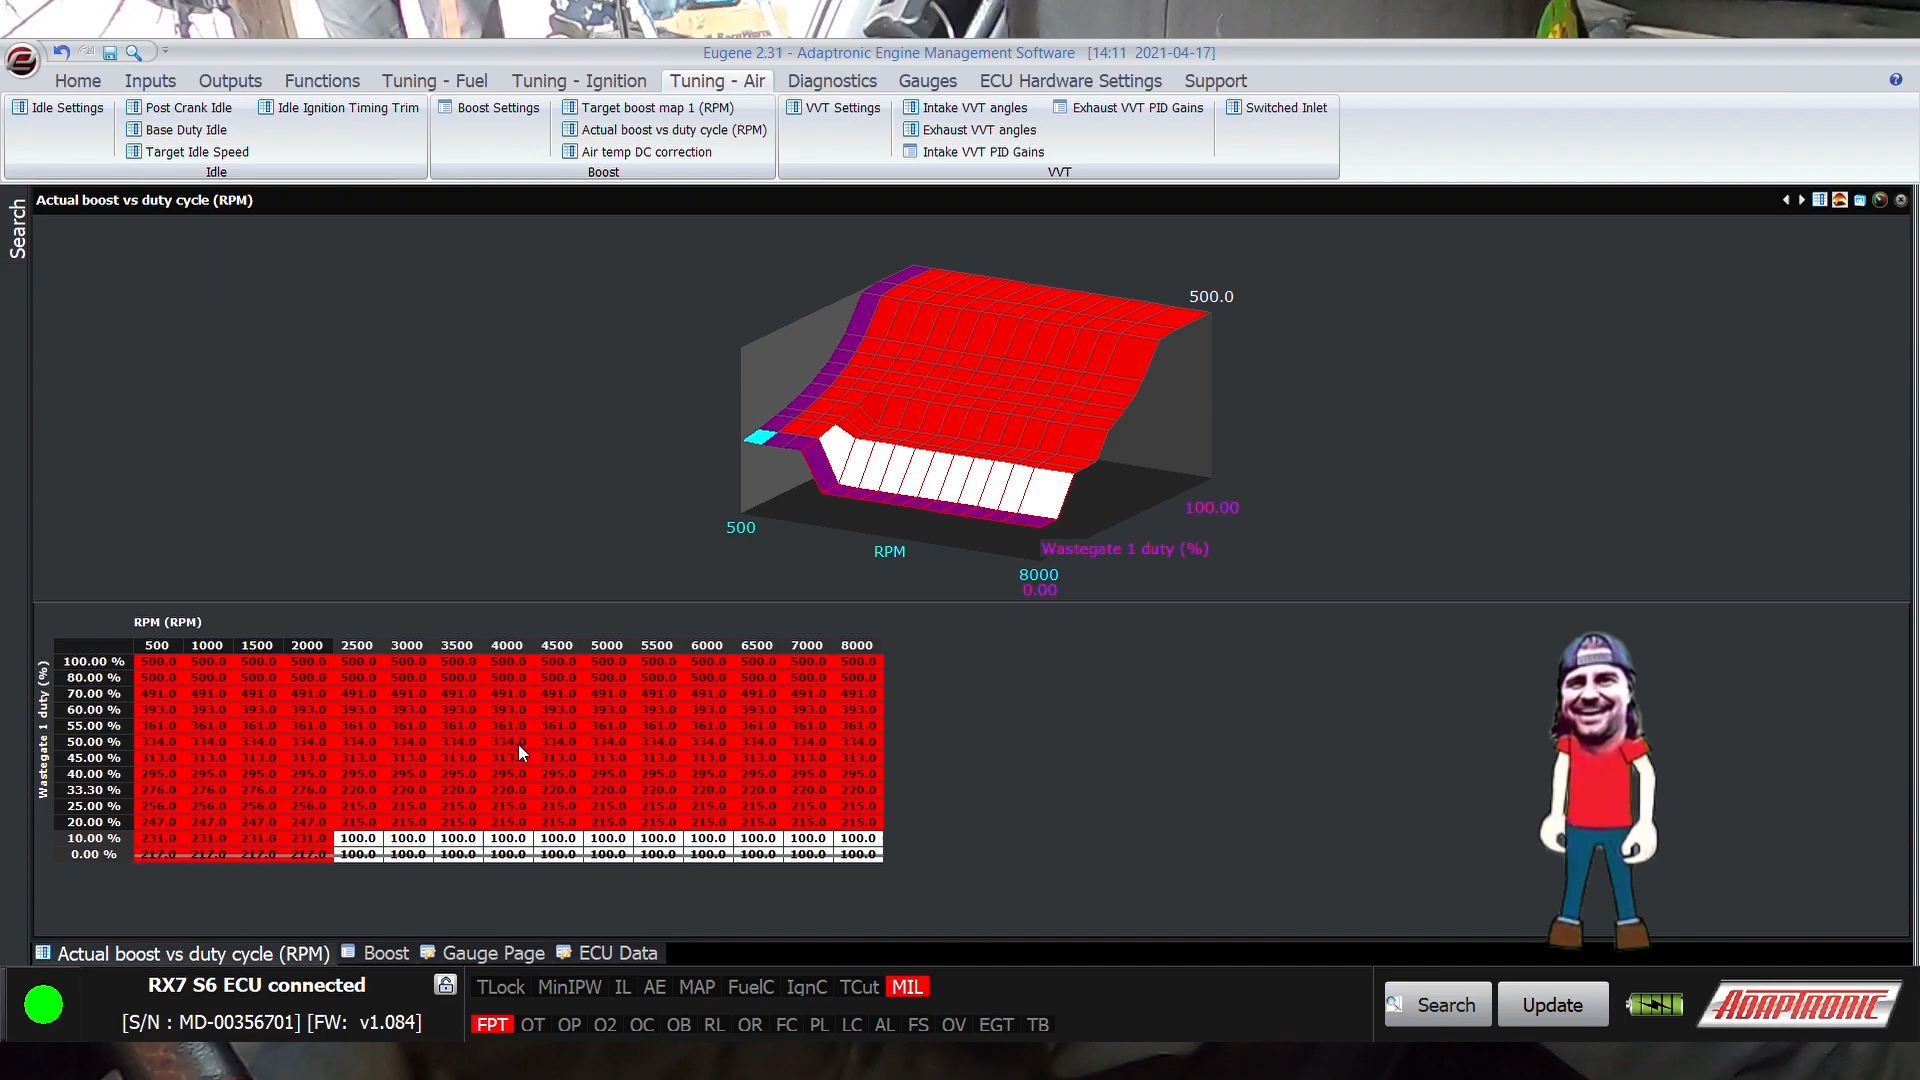 Eugene 2.31 - Adaptronic Engine Management Software [14:11 2021-04-17]
Home Inputs Outputs Functions Tuning - Fuel Tuning - Ignition Tuning - Air Diagnostics Gauges ECU Hardware Settings Support
Idle Settings Post Crank Idle Idle Ignition Timing Trim Boost Settings Target boost map 1 (RPM) VVT Settings Intake VVT angles Exhaust VVT PID Gains Switched Inlet
Base Duty Idle Actual boost vs duty cycle (RPM) Exhaust VVT angles
Target Idle Speed Air temp DC correction Intake VVT PID Gains
Idle Boost VVT
Search
Actual boost vs duty cycle (RPM)
500.0
100.00
500
Wastegate 1 duty (%)
RPM
8000
0.00
RPM (RPM)
Wastegate 1 duty (%)
500 1000 1500 2000 2500 3000 3500 4000 4500 5000 5500 6000 6500 7000 8000
100.00 % 500.0 500.0 500.0 500.0 500.0 500.0 500.0 500.0 500.0 500.0 500.0 500.0 500.0 500.0 500.0
80.00 % 500.0 500.0 500.0 500.0 500.0 500.0 500.0 500.0 500.0 500.0 500.0 500.0 500.0 500.0 500.0
70.00 % 491.0 491.0 491.0 491.0 491.0 491.0 491.0 491.0 491.0 491.0 491.0 491.0 491.0 491.0 491.0
60.00 % 393.0 393.0 393.0 393.0 393.0 393.0 393.0 393.0 393.0 393.0 393.0 393.0 393.0 393.0 393.0
55.00 % 361.0 361.0 361.0 361.0 361.0 361.0 361.0 361.0 361.0 361.0 361.0 361.0 361.0 361.0 361.0
50.00 % 334.0 334.0 334.0 334.0 334.0 334.0 334.0 334.0 334.0 334.0 334.0 334.0 334.0 334.0 334.0
45.00 % 313.0 313.0 313.0 313.0 313.0 313.0 313.0 313.0 313.0 313.0 313.0 313.0 313.0 313.0 313.0
40.00 % 295.0 295.0 295.0 295.0 295.0 295.0 295.0 295.0 295.0 295.0 295.0 295.0 295.0 295.0 295.0
33.30 % 276.0 276.0 276.0 276.0 220.0 220.0 220.0 220.0 220.0 220.0 220.0 220.0 220.0 220.0 220.0
25.00 % 256.0 256.0 256.0 256.0 215.0 215.0 215.0 215.0 215.0 215.0 215.0 215.0 215.0 215.0 215.0
20.00 % 247.0 247.0 247.0 247.0 215.0 215.0 215.0 215.0 215.0 215.0 215.0 215.0 215.0 215.0 215.0
10.00 % 231.0 231.0 231.0 231.0 100.0 100.0 100.0 100.0 100.0 100.0 100.0 100.0 100.0 100.0 100.0
0.00 % 217.0 217.0 217.0 217.0 100.0 100.0 100.0 100.0 100.0 100.0 100.0 100.0 100.0 100.0 100.0
Actual boost vs duty cycle (RPM) Boost Gauge Page ECU Data
RX7 S6 ECU connected
[S/N : MD-00356701] [FW: v1.084]
TLock MinIPW IL AE MAP FuelC IgnC TCut MIL
FPT OT OP O2 OC OB RL OR FC PL LC AL FS OV EGT TB
Search Update ADAPTRONIC